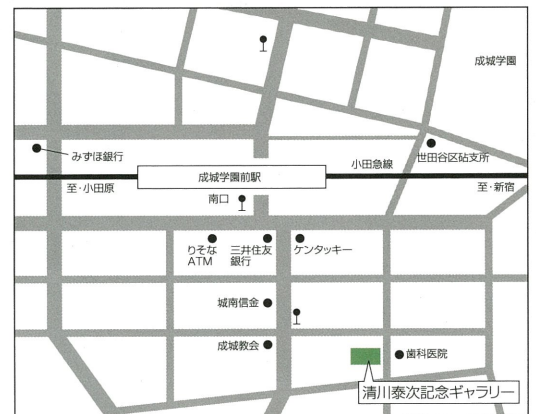 成城学園
みずほ銀行
世田谷区砧支所
小田急線
成城学園前駅
至・小田原
至・新宿
南口
りそな
ATM
三井住友
銀行
ケンタッキー
城南信金
成城教会
歯科医院
清川泰次記念ギャラリー